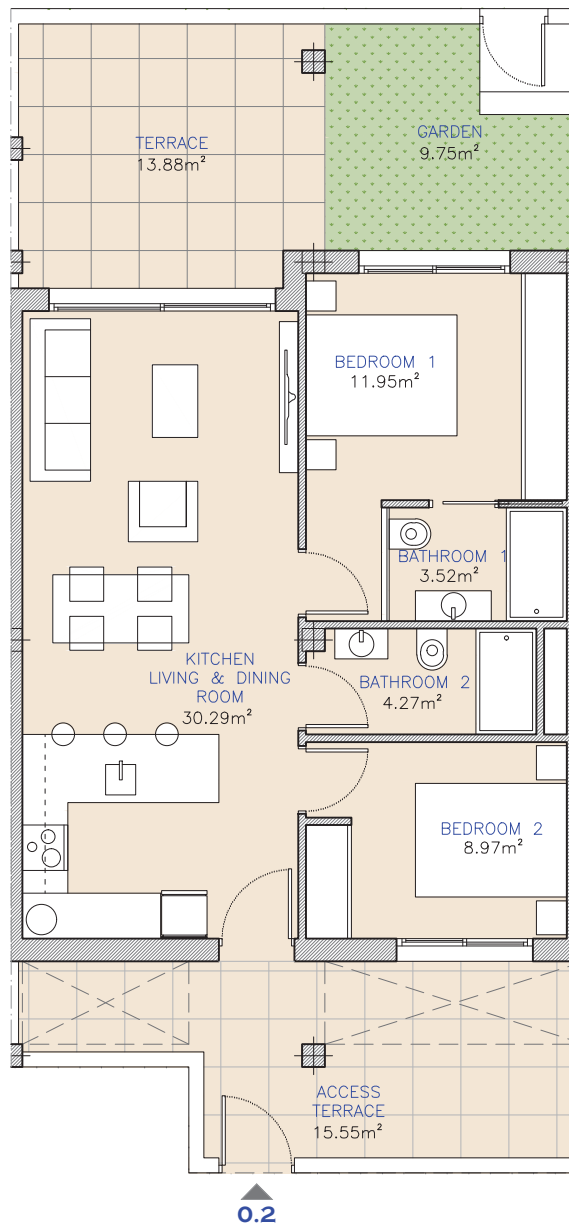 TERRACE
13.88m²
GARDEN
9.75m²
BEDROOM 1
11.95m²
BATHROOM 1
3.52m²
KITCHEN
LIVING & DINING
ROOM
30.29m²
BATHROOM 2
4.27m²
BEDROOM 2
8.97m²
ACCESS
TERRACE
15.55m²
0.2